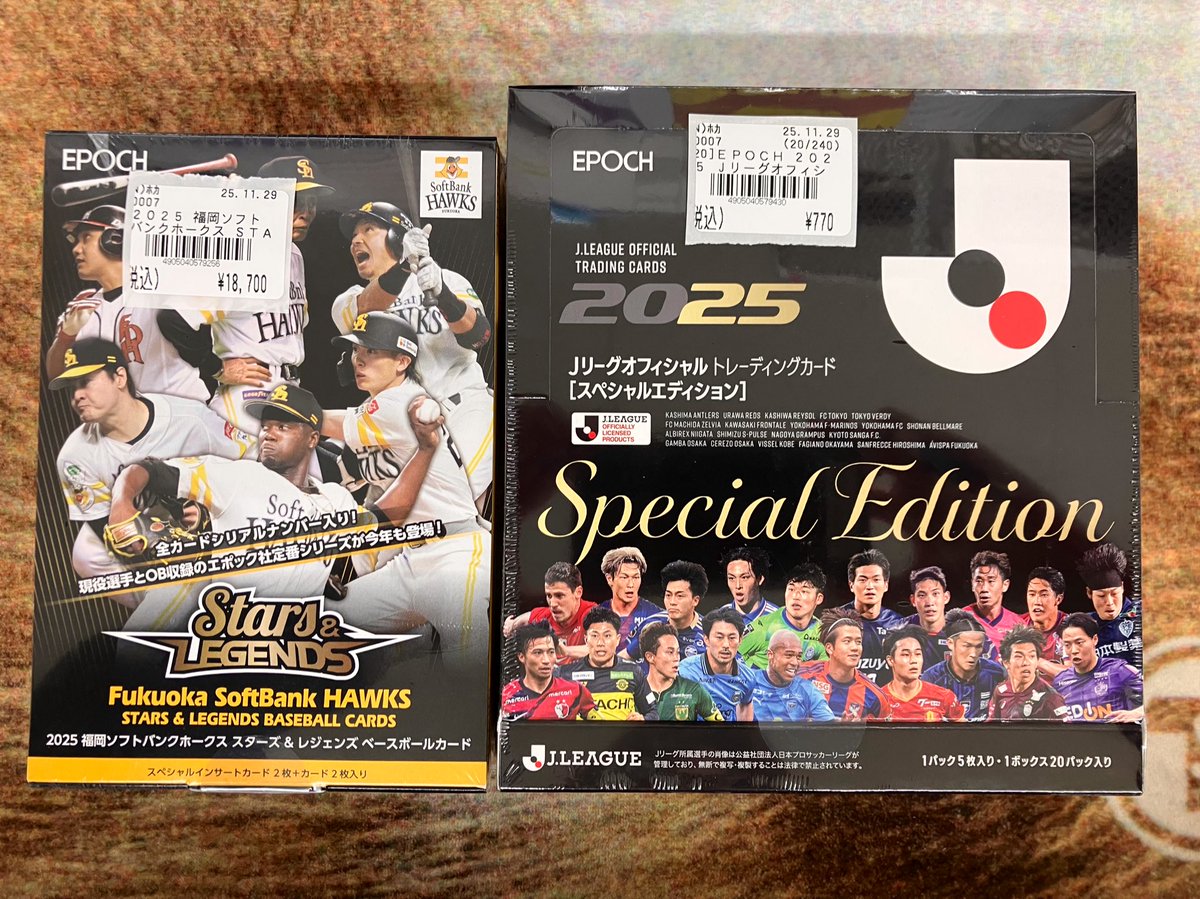 EPOCH
SoftBank
HAWKS
FUKUOKA
N)ホカ 25.11.29
0007
2025 福岡ソフト
バンクホークス STA
4905040579256
税込) ¥18,700
全カードシリアルナンバー入り!
現役選手とOB収録のエポック社定番シリーズが今年も登場!
Stars &
LEGENDS
Fukuoka SoftBank HAWKS
STARS & LEGENDS BASEBALL CARDS
2025 福岡ソフトバンクホークス スターズ & レジェンズ ベースボールカード
スペシャルインサートカード2枚+カード2枚入り
EPOCH
N)ホカ 25.11.29
0007 (20/240)
20]EPOCH 202
5 Jリーグオフィシ
4905040579430
税込) ¥770
J.LEAGUE OFFICIAL
TRADING CARDS
2025
Jリーグオフィシャル トレーディングカード
[スペシャルエディション]
J.LEAGUE
OFFICIALLY
LICENSED
PRODUCTS
KASHIMA ANTLERS URAWA REDS KASHIWA REYSOL FC TOKYO TOKYO VERDY
FC MACHIDA ZELVIA KAWASAKI FRONTALE YOKOHAMA F・MARINOS YOKOHAMA FC SHONAN BELLMARE
ALBIREX NIIGATA SHIMIZU S-PULSE NAGOYA GRAMPUS KYOTO SANGA F.C.
GAMBA OSAKA CEREZO OSAKA VISSEL KOBE FAGIANO OKAYAMA SANFRECCE HIROSHIMA AVISPA FUKUOKA
Special Edition
J.LEAGUE
Jリーグ所属選手の肖像は公益社団法人日本プロサッカーリーグが
管理しており、無断で複写・複製することは法律で禁止されています。
1パック5枚入り・1ボックス20パック入り